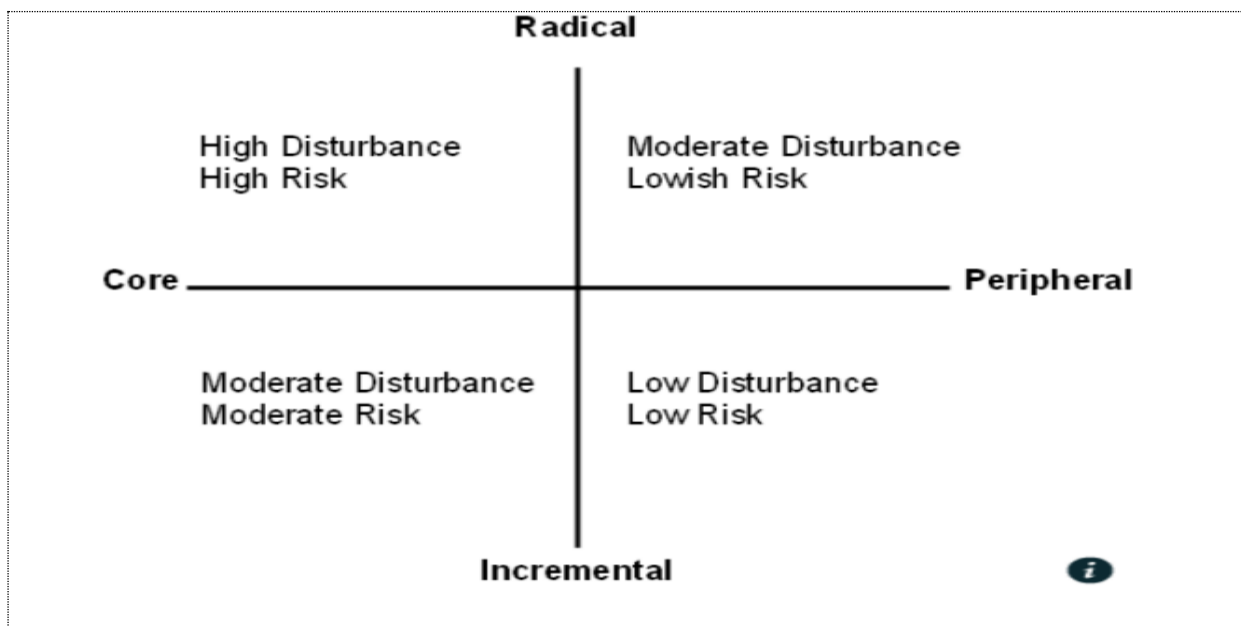 Radical
High Disturbance
High Risk
Moderate Disturbance
Lowish Risk
Core
Peripheral
Moderate Disturbance
Moderate Risk
Low Disturbance
Low Risk
Incremental
i